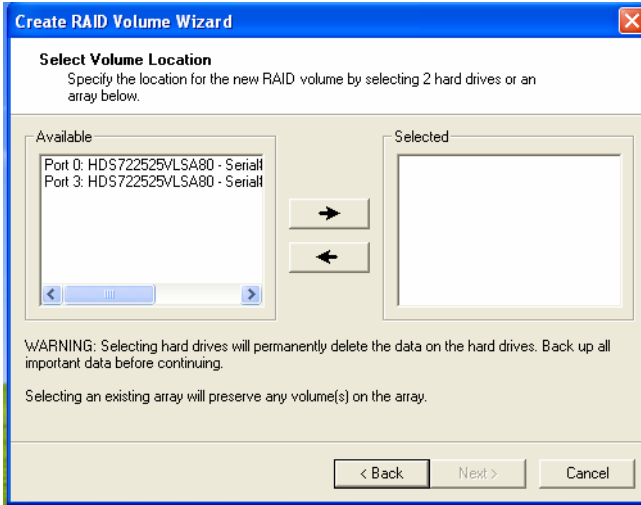 Create RAID Volume Wizard
Select Volume Location
Specify the location for the new RAID volume by selecting 2 hard drives or an
array below.
Available
Selected
Port 0: HDS722525VLSA80 - Serial#
Port 3: HDS722525VLSA80 - Serial#
WARNING: Selecting hard drives will permanently delete the data on the hard drives. Back up all
important data before continuing.
Selecting an existing array will preserve any volume(s) on the array.
< Back
Next >
Cancel